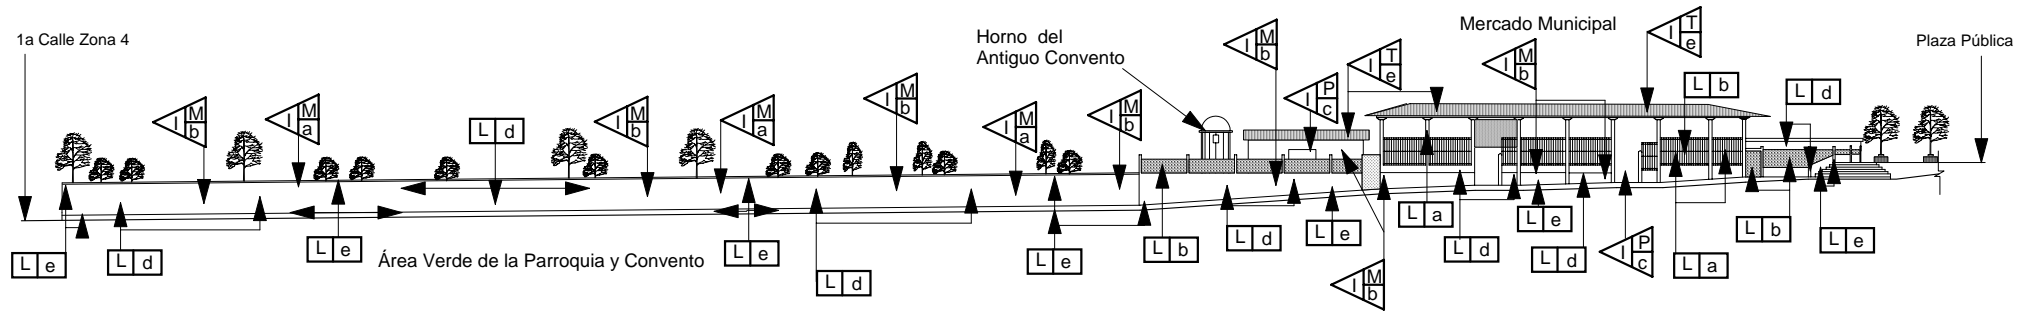 1a Calle Zona 4
I M b
I M a
L d
I M b
I M a
I M b
I M a
I M b
Horno del
Antiguo Convento
I M b
I P c
I T e
Mercado Municipal
I M b
I T e
L b
L d
Plaza Pública
L e
L d
L e
Área Verde de la Parroquia y Convento
L e
L d
L e
L b
L d
L e
I M b
L a
L d
L e
L d
I P c
L a
L b
L e